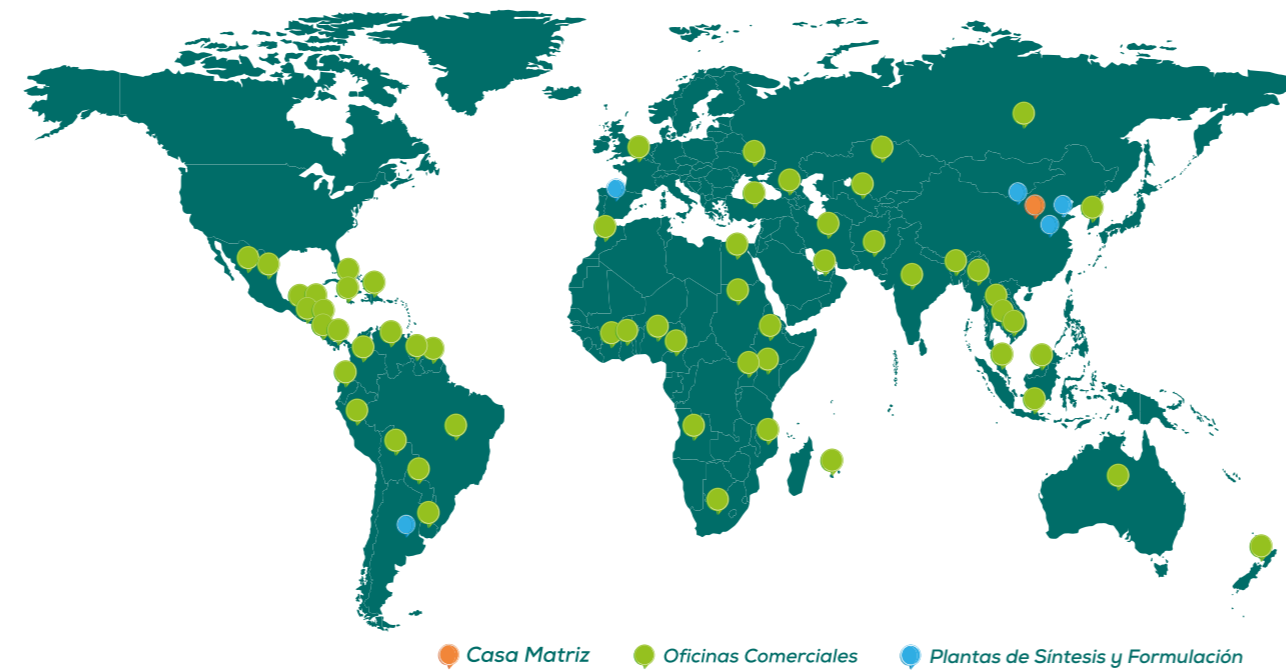 Casa Matriz
Oficinas Comerciales
Plantas de Síntesis y Formulación